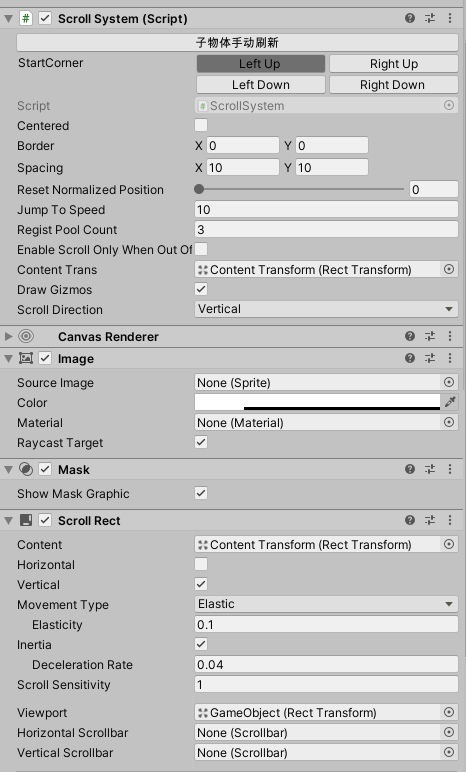 Scroll System (Script)
子物体手动刷新
StartCorner Left Up Right Up
Left Down Right Down
Script ScrollSystem
Centered
Border X 0 Y 0
Spacing X 10 Y 10
Reset Normalized Position 0
Jump To Speed 10
Regist Pool Count 3
Enable Scroll Only When Out Of
Content Trans Content Transform (Rect Transform)
Draw Gizmos
Scroll Direction Vertical
Canvas Renderer
Image
Source Image None (Sprite)
Color
Material None (Material)
Raycast Target
Mask
Show Mask Graphic
Scroll Rect
Content Content Transform (Rect Transform)
Horizontal
Vertical
Movement Type Elastic
Elasticity 0.1
Inertia
Deceleration Rate 0.04
Scroll Sensitivity 1
Viewport GameObject (Rect Transform)
Horizontal Scrollbar None (Scrollbar)
Vertical Scrollbar None (Scrollbar)